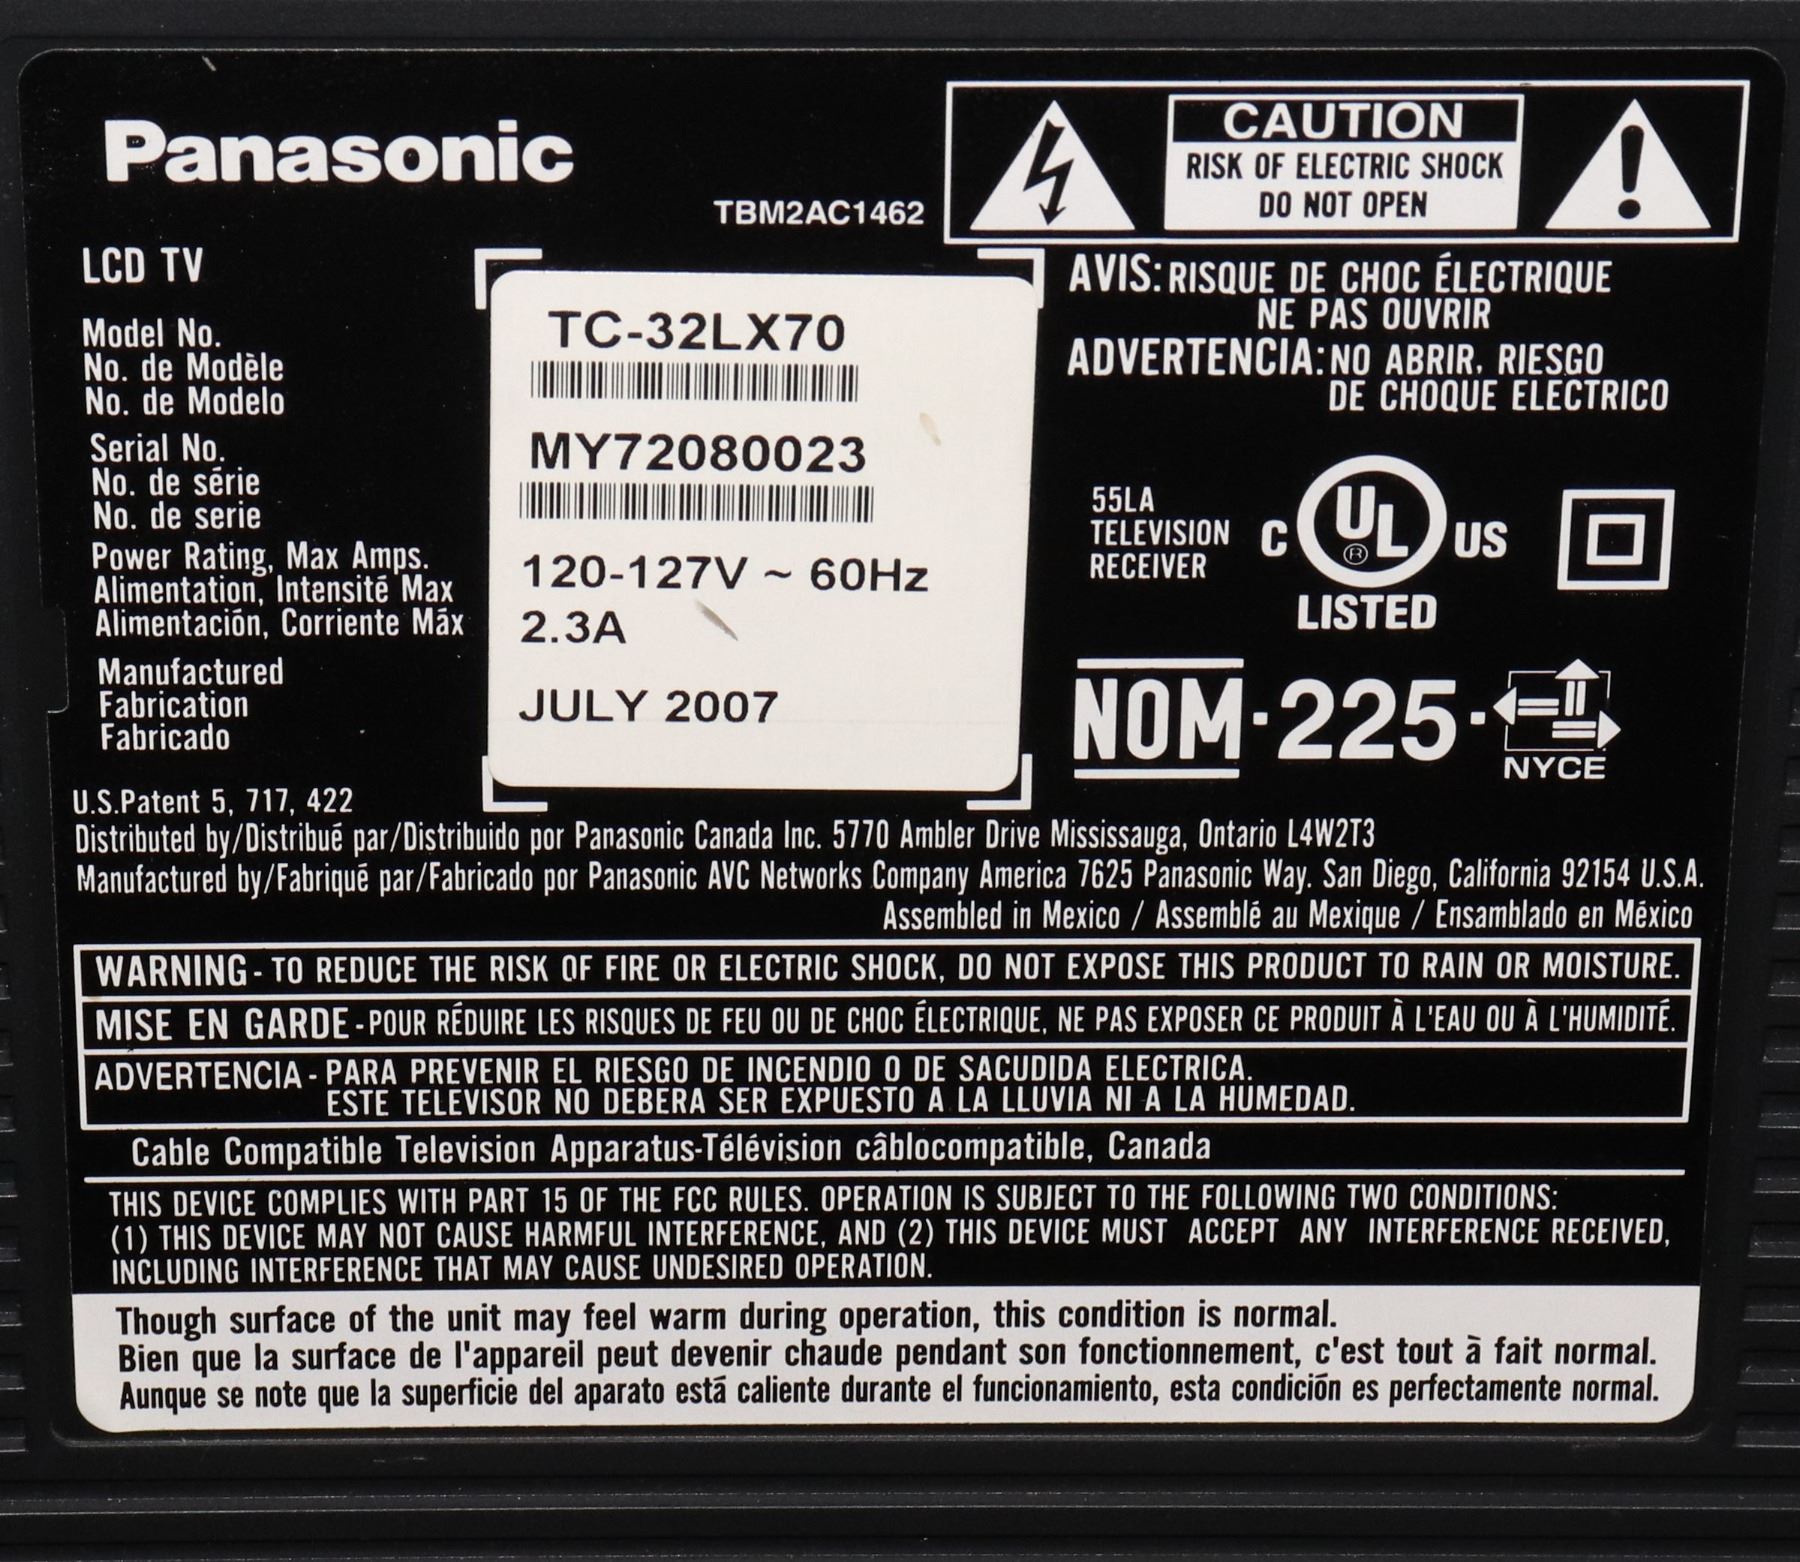 Panasonic
TBM2AC1462
CAUTION
RISK OF ELECTRIC SHOCK
DO NOT OPEN
LCD TV
Model No.
No. de Modèle
No. de Modelo
TC-32LX70
Serial No.
No. de série
No. de serie
MY72080023
Power Rating, Max Amps.
Alimentation, Intensité Max
Alimentación, Corriente Máx
120-127V ~ 60Hz
2.3A
Manufactured
Fabrication
Fabricado
JULY 2007
AVIS: RISQUE DE CHOC ÉLECTRIQUE
NE PAS OUVRIR
ADVERTENCIA: NO ABRIR, RIESGO
DE CHOQUE ELECTRICO
55LA
TELEVISION
RECEIVER
C UL ® US
LISTED
NOM-225-
NYCE
U.S.Patent 5, 717, 422
Distributed by/Distribué par/Distribuido por Panasonic Canada Inc. 5770 Ambler Drive Mississauga, Ontario L4W2T3
Manufactured by/Fabriqué par/Fabricado por Panasonic AVC Networks Company America 7625 Panasonic Way. San Diego, California 92154 U.S.A.
Assembled in Mexico / Assemblé au Mexique / Ensamblado en México
WARNING - TO REDUCE THE RISK OF FIRE OR ELECTRIC SHOCK, DO NOT EXPOSE THIS PRODUCT TO RAIN OR MOISTURE.
MISE EN GARDE - POUR RÉDUIRE LES RISQUES DE FEU OU DE CHOC ÉLECTRIQUE, NE PAS EXPOSER CE PRODUIT À L'EAU OU À L'HUMIDITÉ.
ADVERTENCIA - PARA PREVENIR EL RIESGO DE INCENDIO O DE SACUDIDA ELECTRICA.
ESTE TELEVISOR NO DEBERA SER EXPUESTO A LA LLUVIA NI A LA HUMEDAD.
Cable Compatible Television Apparatus-Télévision câblocompatible, Canada
THIS DEVICE COMPLIES WITH PART 15 OF THE FCC RULES. OPERATION IS SUBJECT TO THE FOLLOWING TWO CONDITIONS:
(1) THIS DEVICE MAY NOT CAUSE HARMFUL INTERFERENCE, AND (2) THIS DEVICE MUST ACCEPT ANY INTERFERENCE RECEIVED,
INCLUDING INTERFERENCE THAT MAY CAUSE UNDESIRED OPERATION.
Though surface of the unit may feel warm during operation, this condition is normal.
Bien que la surface de l'appareil peut devenir chaude pendant son fonctionnement, c'est tout à fait normal.
Aunque se note que la superficie del aparato está caliente durante el funcionamiento, esta condición es perfectamente normal.